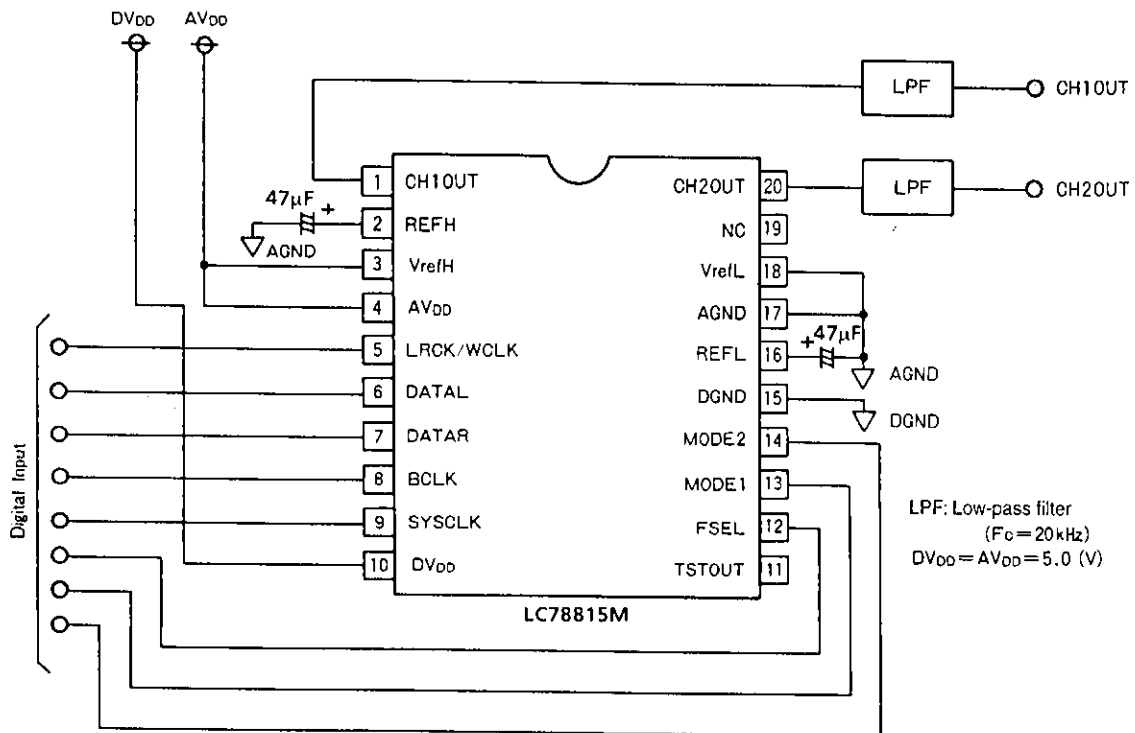 DVDD
AVDD
LPF
CH1OUT
LPF
CH2OUT
47μF
+
AGND
1
CH1OUT
2
REFH
3
VrefH
4
AVDD
5
LRCK/WCLK
6
DATAL
7
DATAR
8
BCLK
9
SYSCLK
10
DVDD
CH2OUT
20
NC
19
VrefL
18
AGND
17
REFL
16
DGND
15
MODE2
14
MODE1
13
FSEL
12
TSTOUT
11
+47μF
AGND
DGND
Digital Input
LC78815M
LPF: Low-pass filter
(Fc=20kHz)
DVDD=AVDD=5.0 (V)